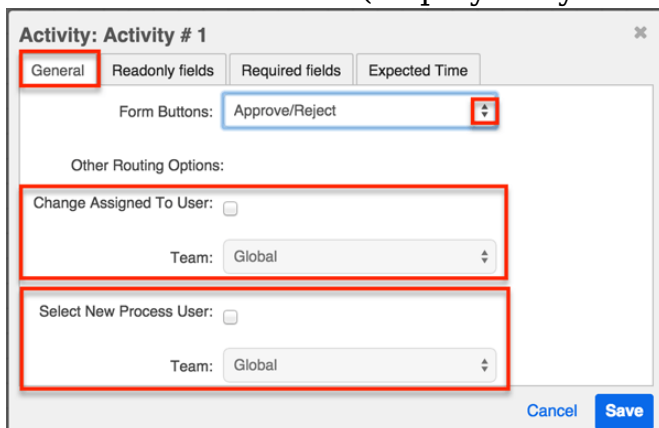 Activity: Activity # 1
General Readonly fields Required fields Expected Time
Form Buttons: Approve/Reject
Other Routing Options:
Change Assigned To User:
Team: Global
Select New Process User:
Team: Global
Cancel Save